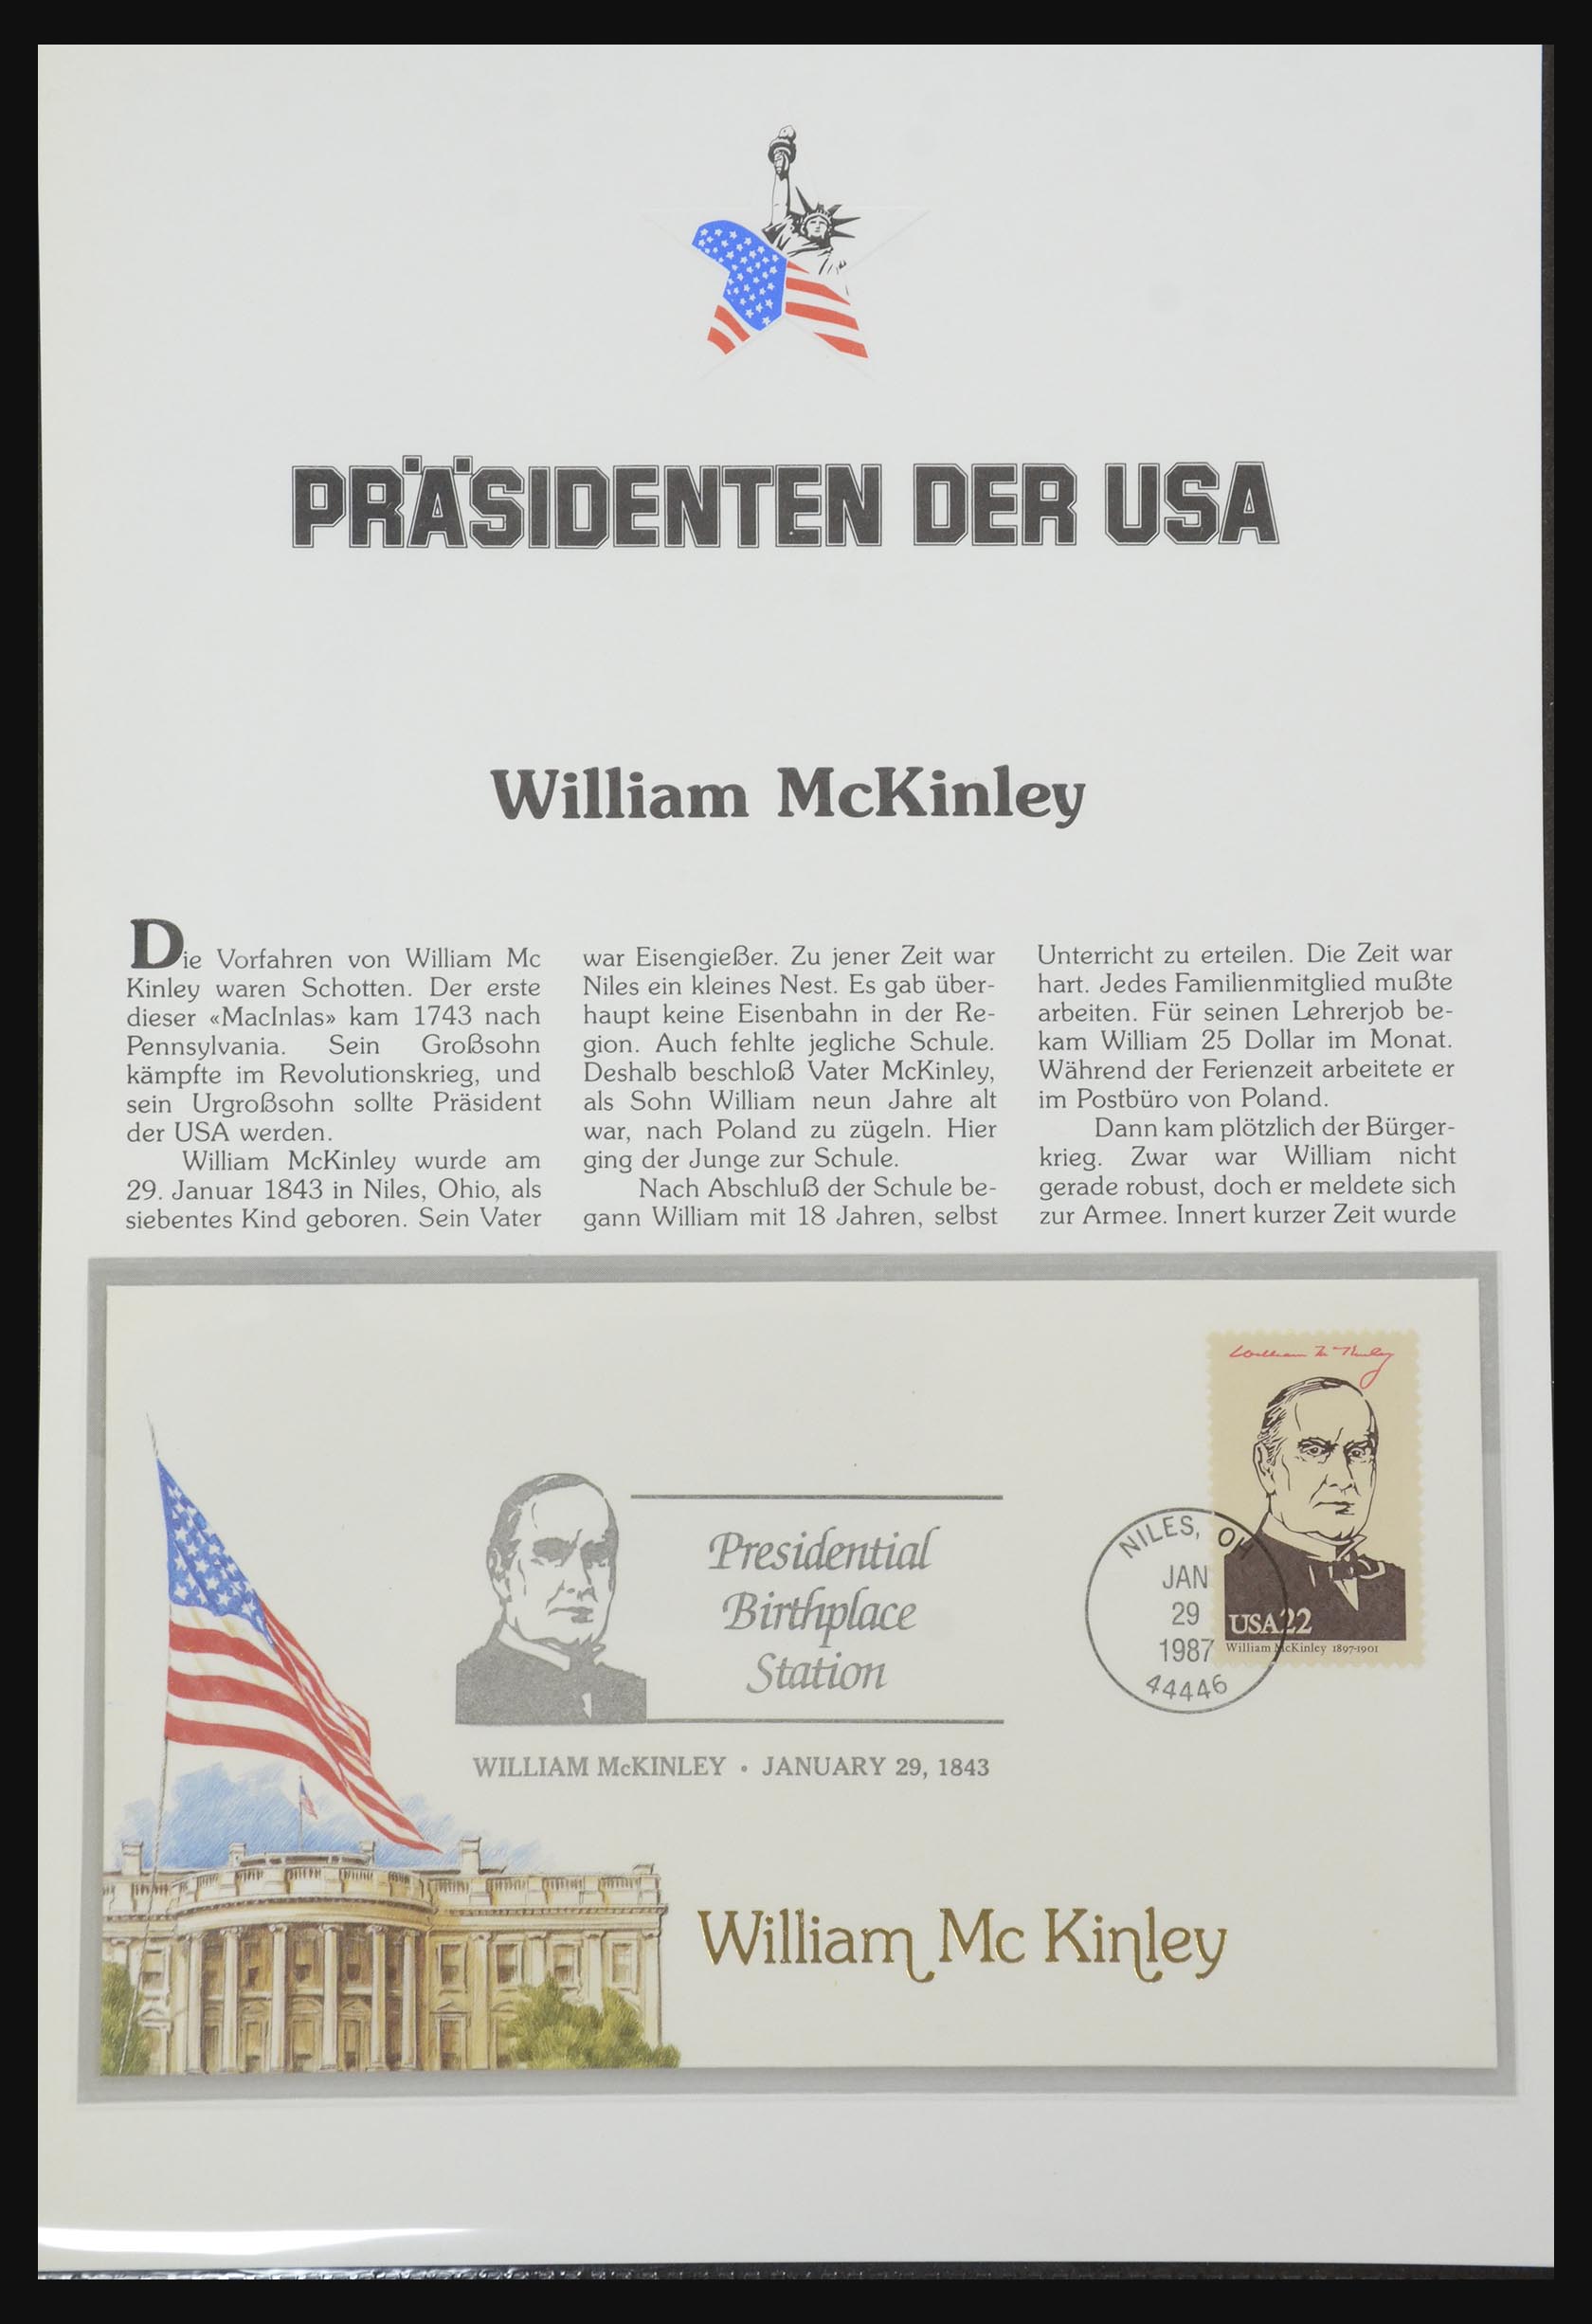 PRÄSIDENTEN DER USA
William McKinley
Die Vorfahren von William Mc
Kinley waren Schotten. Der erste
dieser «MacInlas» kam 1743 nach
Pennsylvania. Sein Großsohn
kämpfte im Revolutionskrieg, und
sein Urgroßsohn sollte Präsident
der USA werden.
William McKinley wurde am
29. Januar 1843 in Niles, Ohio, als
siebentes Kind geboren. Sein Vater
war Eisengießer. Zu jener Zeit war
Niles ein kleines Nest. Es gab über-
haupt keine Eisenbahn in der Re-
gion. Auch fehlte jegliche Schule.
Deshalb beschloß Vater McKinley,
als Sohn William neun Jahre alt
war, nach Poland zu zügeln. Hier
ging der Junge zur Schule.
Nach Abschluß der Schule be-
gann William mit 18 Jahren, selbst
Unterricht zu erteilen. Die Zeit war
hart. Jedes Familienmitglied mußte
arbeiten. Für seinen Lehrerjob be-
kam William 25 Dollar im Monat.
Während der Ferienzeit arbeitete er
im Postbüro von Poland.
Dann kam plötzlich der Bürger-
krieg. Zwar war William nicht
gerade robust, doch er meldete sich
zur Armee. Innert kurzer Zeit wurde
William McKinley
Presidential
Birthplace
Station
WILLIAM McKINLEY • JANUARY 29, 1843
NILES, OH
JAN
29
1987
44446
USA22
William McKinley 1897-1901
William Mc Kinley